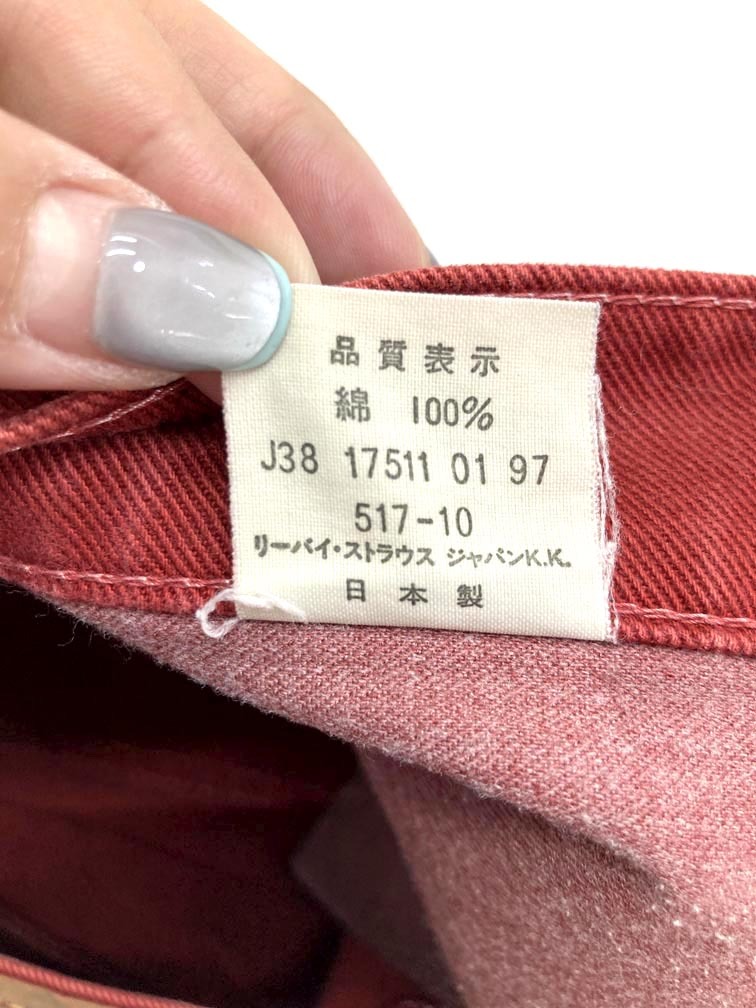 品質表示
綿 100%
J38 17511 01 97
517-10
リーバイ・ストラウス ジャパンK.K.
日本製